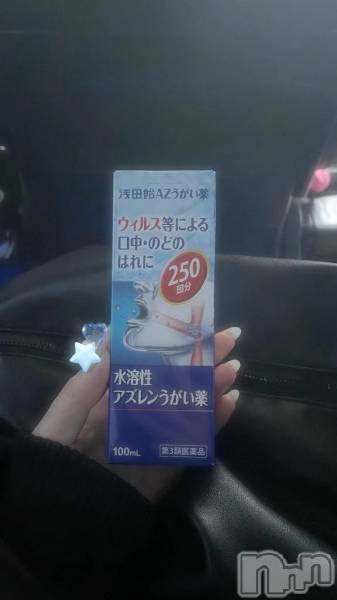 浅田飴AZうがい薬
ウィルス等による
口中・のどの
はれに
250
回分
水溶性
アズレンうがい薬
100mL
第3類医薬品